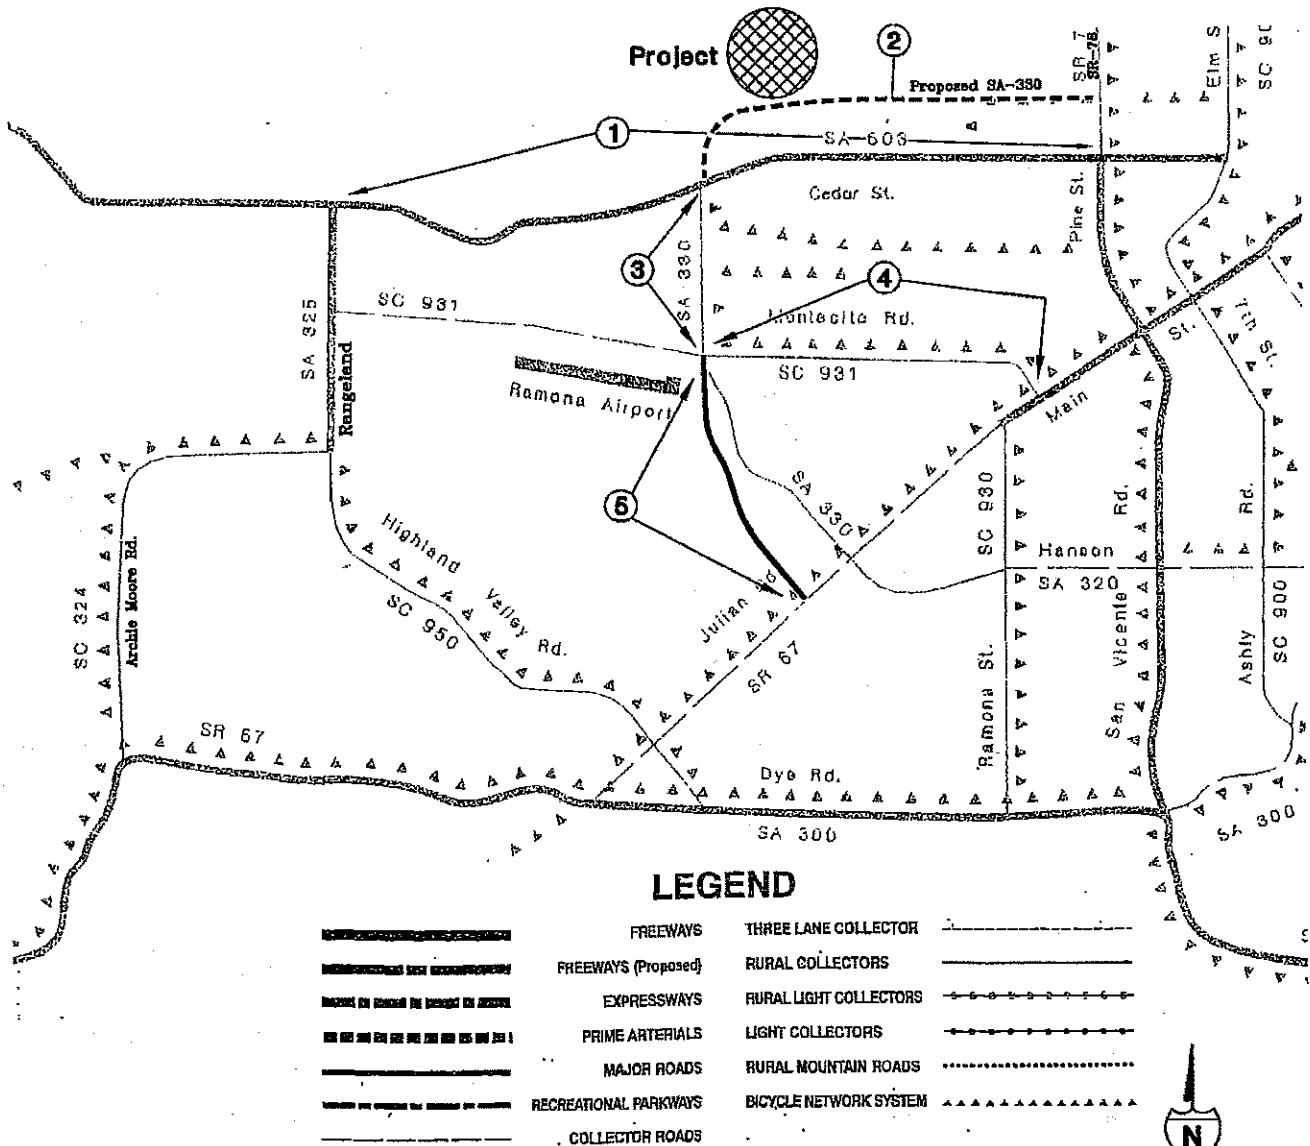 Project
2
Proposed SA-330
SR 7
SR-78
Elm S
1
SA-603
Cedar St.
Pine St.
3
SA 330
4
SC 931
Montecito Rd.
SC 931
SA 325
Rangeland
Ramona Airport
Main
St.
7th St.
5
SA 330
SC 930
Rd.
Rd.
Hanson
SA 320
Highland
Valley Rd.
SC 950
SC 324
Archie Moore Rd.
Julian Rd.
SR 67
Ramona St.
San Vicente
Ashly
SC 900
SR 67
Dye Rd.
SA 300
SA 300
LEGEND
FREEWAYS
FREEWAYS (Proposed)
EXPRESSWAYS
PRIME ARTERIALS
MAJOR ROADS
RECREATIONAL PARKWAYS
COLLECTOR ROADS
THREE LANE COLLECTOR
RURAL COLLECTORS
RURAL LIGHT COLLECTORS
LIGHT COLLECTORS
RURAL MOUNTAIN ROADS
BICYCLE NETWORK SYSTEM
N